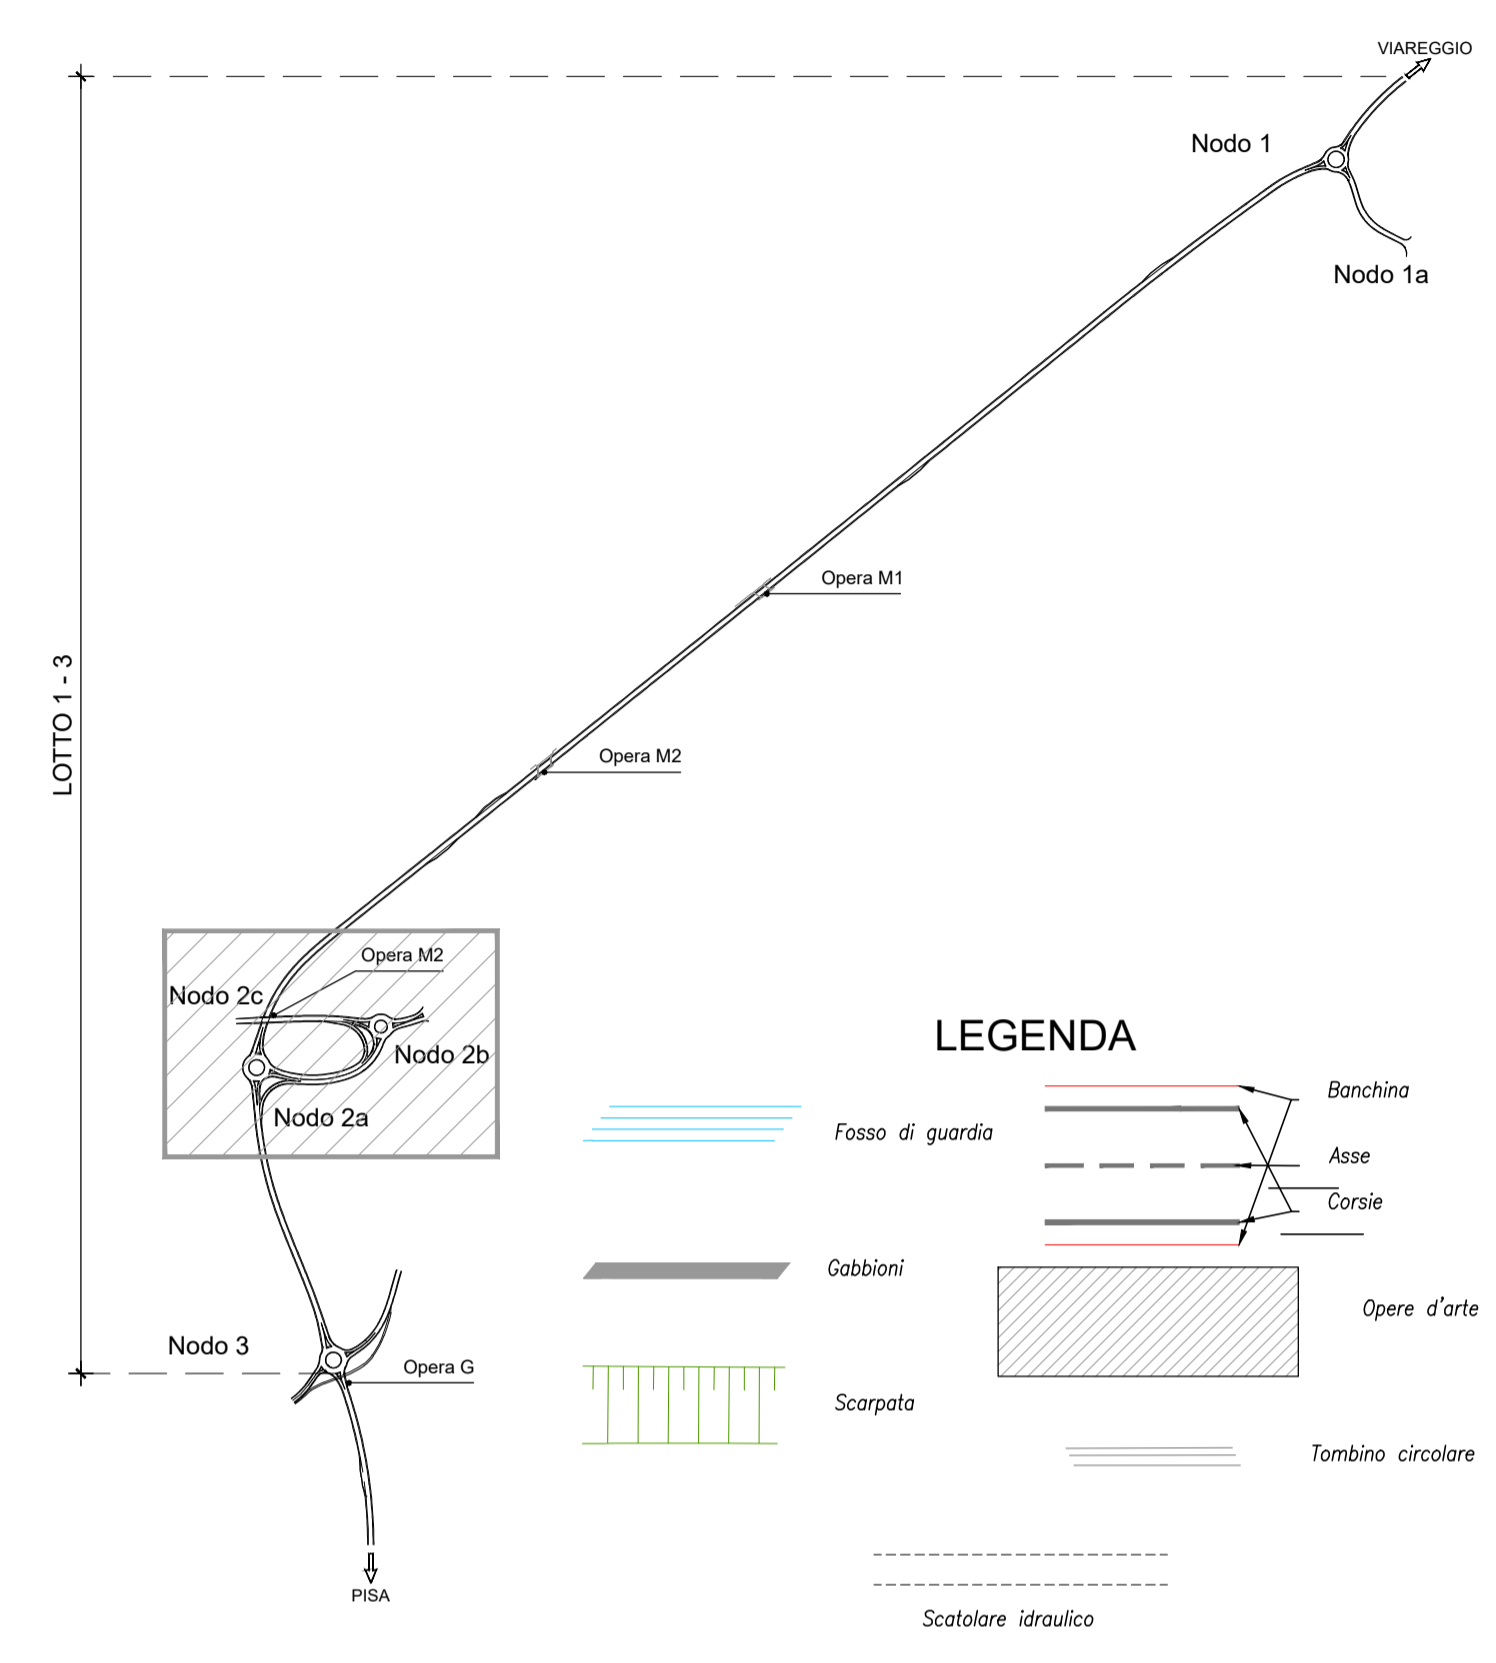 VIAREGGIO
Nodo 1
Nodo 1a
Opera M1
LOTTO 1 - 3
Opera M2
Opera M2
Nodo 2c
Nodo 2b
Nodo 2a
Nodo 3
Opera G
PISA
LEGENDA
Fosso di guardia
Gabbioni
Scarpata
Banchina
Asse
Corsie
Opere d'arte
Tombino circolare
Scatolare idraulico